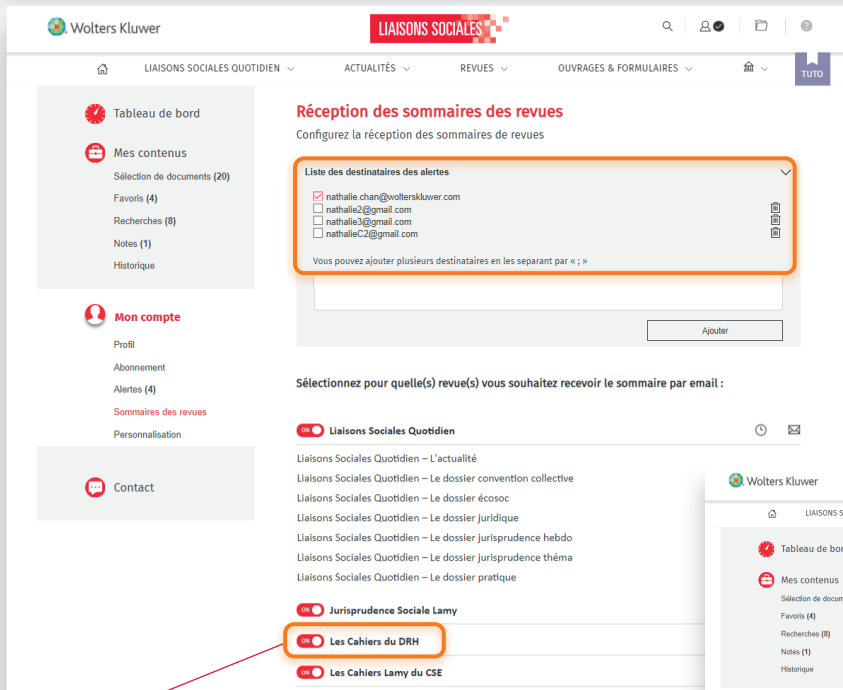 Wolters Kluwer
LIAISONS SOCIALES
LIAISONS SOCIALES QUOTIDIEN
ACTUALITÉS
REVUES
OUVRAGES & FORMULAIRES
TUTO
Tableau de bord
Mes contenus
Sélection de documents (20)
Favoris (4)
Recherches (8)
Notes (1)
Historique
Mon compte
Profil
Abonnement
Alertes (4)
Sommaires des revues
Personnalisation
Contact
Réception des sommaires des revues
Configurez la réception des sommaires de revues
Liste des destinataires des alertes
nathalie.chan@wolterskluwer.com
nathalie2@gmail.com
nathalie3@gmail.com
nathalieC2@gmail.com
Vous pouvez ajouter plusieurs destinataires en les separant par « ; »
Ajouter
Sélectionnez pour quelle(s) revue(s) vous souhaitez recevoir le sommaire par email :
ON Liaisons Sociales Quotidien
Liaisons Sociales Quotidien – L'actualité
Liaisons Sociales Quotidien – Le dossier convention collective
Liaisons Sociales Quotidien – Le dossier écosoc
Liaisons Sociales Quotidien – Le dossier juridique
Liaisons Sociales Quotidien – Le dossier jurisprudence hebdo
Liaisons Sociales Quotidien – Le dossier jurisprudence théma
Liaisons Sociales Quotidien – Le dossier pratique
ON Jurisprudence Sociale Lamy
ON Les Cahiers du DRH
ON Les Cahiers Lamy du CSE
Wolters Kluwer
LIAISONS S
Tableau de bor
Mes contenus
Sélection de docum
Favoris (4)
Recherches (8)
Notes (1)
Historique